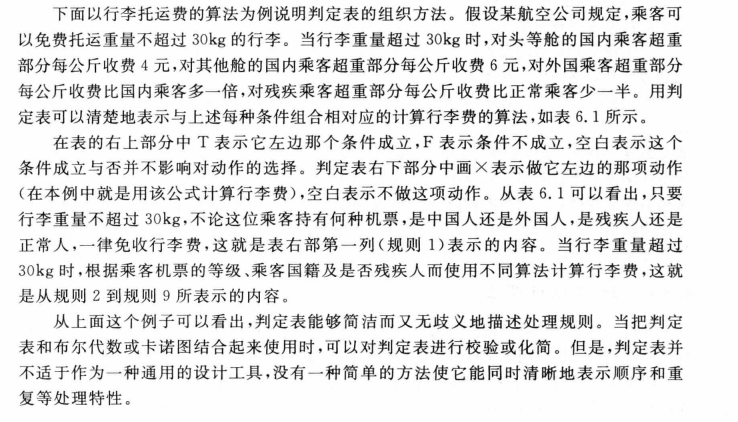 下面以行李托运费的算法为例说明判定表的组织方法。假设某航空公司规定,乘客可
以免费托运重量不超过 30kg 的行李。当行李重量超过 30kg 时,对头等舱的国内乘客超重
部分每公斤收费 4 元,对其他舱的国内乘客超重部分每公斤收费 6 元,对外国乘客超重部分
每公斤收费比国内乘客多一倍,对残疾乘客超重部分每公斤收费比正常乘客少一半。用判
定表可以清楚地表示与上述每种条件组合相对应的计算行李费的算法,如表 6.1 所示。
在表的右上部分中 T 表示它左边那个条件成立,F 表示条件不成立,空白表示这个
条件成立与否并不影响对动作的选择。判定表右下部分中画×表示做它左边的那项动作
(在本例中就是用该公式计算行李费),空白表示不做这项动作。从表 6.1 可以看出,只要
行李重量不超过 30kg,不论这位乘客持有何种机票,是中国人还是外国人,是残疾人还是
正常人,一律免收行李费,这就是表右部第一列(规则 1)表示的内容。当行李重量超过
30kg 时,根据乘客机票的等级、乘客国籍及是否残疾人而使用不同算法计算行李费,这就
是从规则 2 到规则 9 所表示的内容。
从上面这个例子可以看出,判定表能够简洁而又无歧义地描述处理规则。当把判定
表和布尔代数或卡诺图结合起来使用时,可以对判定表进行校验或化简。但是,判定表并
不适于作为一种通用的设计工具,没有一种简单的方法使它能同时清晰地表示顺序和重
复等处理特性。